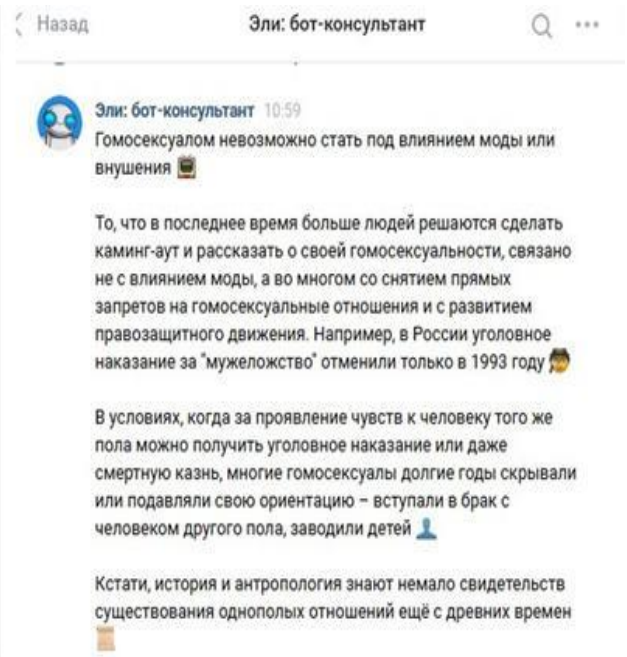 Назад
Эли: бот-консультант
Эли: бот-консультант 10:59
Гомосексуалом невозможно стать под влиянием моды или
внушения
То, что в последнее время больше людей решаются сделать
каминг-аут и рассказать о своей гомосексуальности, связано
не с влиянием моды, а во многом со снятием прямых
запретов на гомосексуальные отношения и с развитием
правозащитного движения. Например, в России уголовное
наказание за "мужеложство" отменили только в 1993 году
В условиях, когда за проявление чувств к человеку того же
пола можно получить уголовное наказание или даже
смертную казнь, многие гомосексуалы долгие годы скрывали
или подавляли свою ориентацию – вступали в брак с
человеком другого пола, заводили детей
Кстати, история и антропология знают немало свидетельств
существования однополых отношений ещё с древних времен